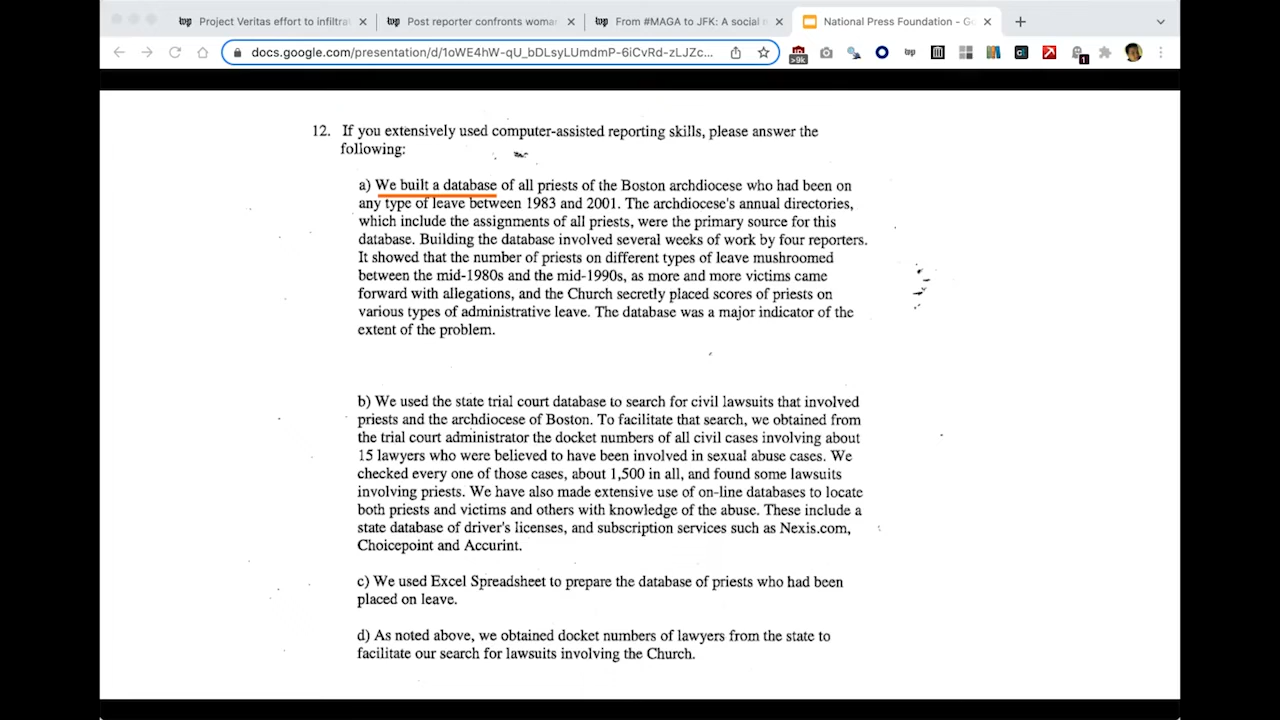 Project Veritas effort to infiltra
Post reporter confronts woma
From #MAGA to JFK: A social n
National Press Foundation - Go
docs.google.com/presentation/d/1oWE4hW-qU_bDLsyLUmdmP-6iCvRd-zLJZc...
>9k
1
12. If you extensively used computer-assisted reporting skills, please answer the
following:
a) We built a database of all priests of the Boston archdiocese who had been on
any type of leave between 1983 and 2001. The archdiocese's annual directories,
which include the assignments of all priests, were the primary source for this
database. Building the database involved several weeks of work by four reporters.
It showed that the number of priests on different types of leave mushroomed
between the mid-1980s and the mid-1990s, as more and more victims came
forward with allegations, and the Church secretly placed scores of priests on
various types of administrative leave. The database was a major indicator of the
extent of the problem.
b) We used the state trial court database to search for civil lawsuits that involved
priests and the archdiocese of Boston. To facilitate that search, we obtained from
the trial court administrator the docket numbers of all civil cases involving about
15 lawyers who were believed to have been involved in sexual abuse cases. We
checked every one of those cases, about 1,500 in all, and found some lawsuits
involving priests. We have also made extensive use of on-line databases to locate
both priests and victims and others with knowledge of the abuse. These include a
state database of driver's licenses, and subscription services such as Nexis.com,
Choicepoint and Accurint.
c) We used Excel Spreadsheet to prepare the database of priests who had been
placed on leave.
d) As noted above, we obtained docket numbers of lawyers from the state to
facilitate our search for lawsuits involving the Church.